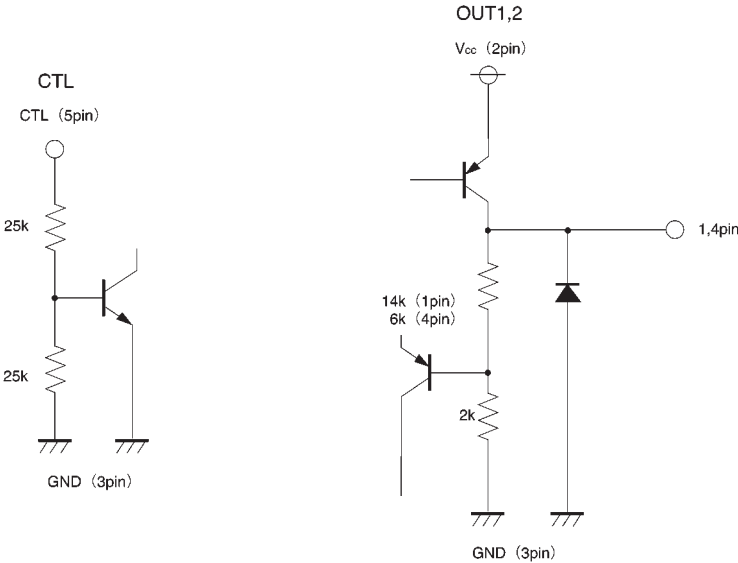 CTL
CTL (5pin)
25k
25k
GND (3pin)
OUT1,2
Vcc (2pin)
1,4pin
14k (1pin)
6k (4pin)
2k
GND (3pin)